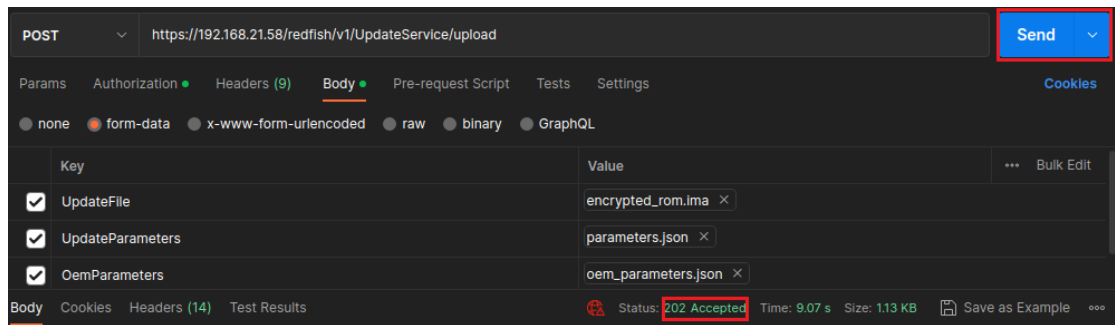 POST https://192.168.21.58/redfish/v1/UpdateService/upload Send
Params Authorization Headers (9) Body Pre-request Script Tests Settings Cookies
none form-data x-www-form-urlencoded raw binary GraphQL
Key Value ••• Bulk Edit
UpdateFile encrypted_rom.ima ×
UpdateParameters parameters.json ×
OemParameters oem_parameters.json ×
Body Cookies Headers (14) Test Results Status: 202 Accepted Time: 9.07 s Size: 1.13 KB Save as Example